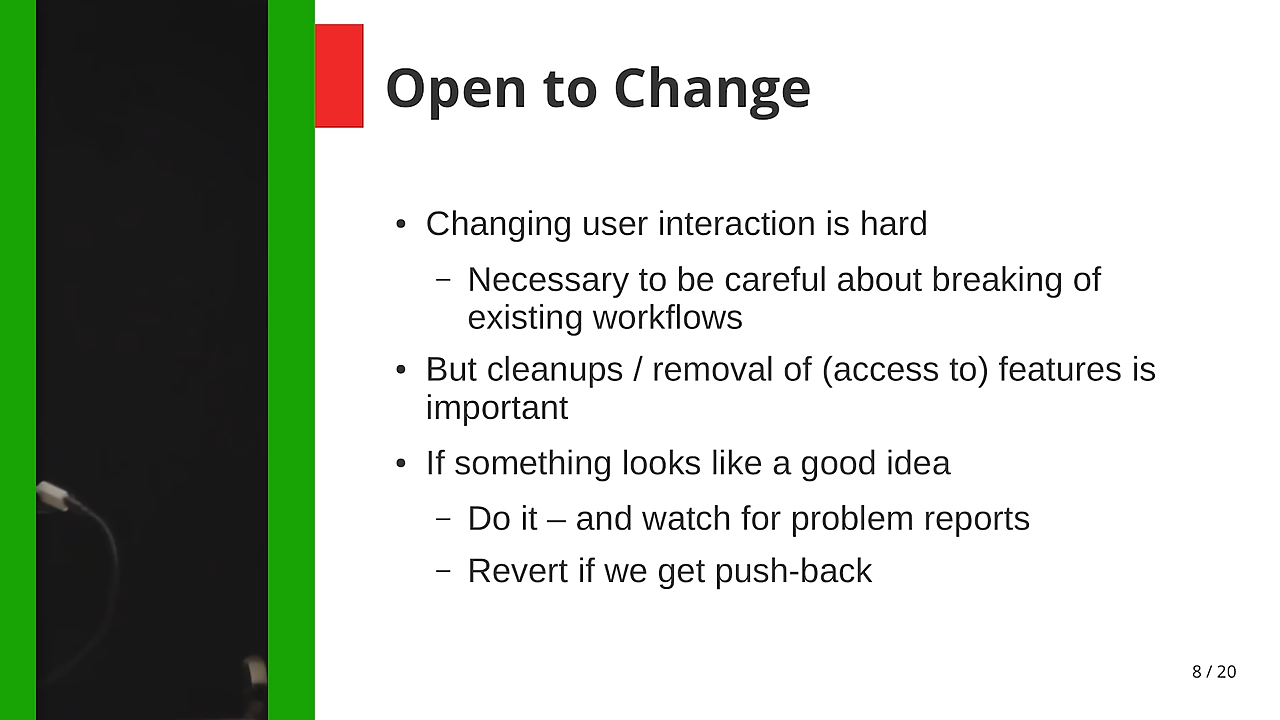 Open to Change
• Changing user interaction is hard
– Necessary to be careful about breaking of
existing workflows
• But cleanups / removal of (access to) features is
important
• If something looks like a good idea
– Do it – and watch for problem reports
– Revert if we get push-back
8 / 20